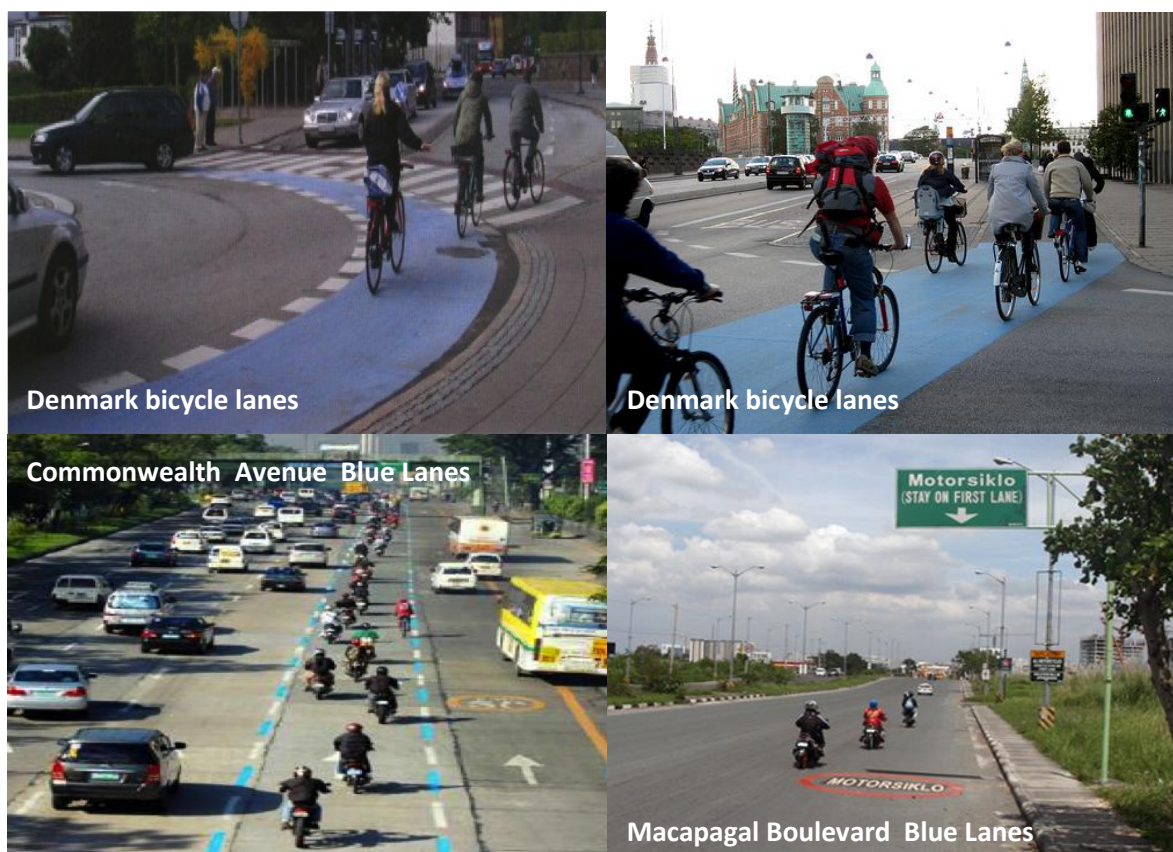 Denmark bicycle lanes
Denmark bicycle lanes
Commonwealth Avenue Blue Lanes
Motorsiklo
(STAY ON FIRST LANE)
MOTORSIKLO
Macapagal Boulevard Blue Lanes